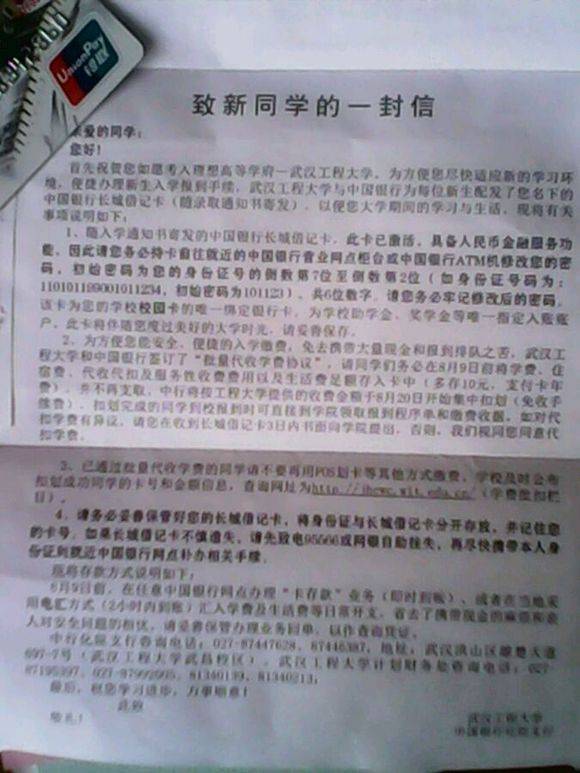 UnionPay
银联
致新同学的一封信
亲爱的同学:
您好!
首先祝贺您如愿考入理想高等学府—武汉工程大学,为方便您尽快适应新的学习环
境,便捷办理新生入学报到手续,武汉工程大学与中国银行为每位新生配发了您名下的
中国银行长城借记卡(随录取通知书寄发),以便您大学期间的学习与生活,现将有关
事项说明如下:
1、随入学通知书寄发的中国银行长城借记卡,此卡已激活,具备人民币金融服务功
能,因此请您务必持卡前往就近的中国银行营业网点柜台或中国银行ATM机修改您的密
码,初始密码为您的身份证号的倒数第7位至倒数第2位(如身份证号码为:
110101199001011234,初始密码为101123),共6位数字,请您务必牢记修改后的密码,
该卡为您的学校校园卡的唯一绑定银行卡,为学校助学金、奖学金等唯一指定入账账
户,此卡将伴随您度过美好的大学时光,请妥善保存。
2、为方便您能安全、便捷的入学缴费,免去携带大量现金和报到排队之苦,武汉工
程大学和中国银行签订了“批量代收学费协议”,请同学们务必在8月9日前将学费、住
宿费、代收代扣及服务性收费费用以及生活费足额存入卡中(多存10元,支付卡年
费),并不再支取,中行将按工程大学提供的收费金额于8月20日开始集中扣划(免收手
续费),扣划完成的同学到校报到时可直接到学院领取报到程序单和缴费收据,如对代
扣学费有异议,请您在收到长城借记卡3日内书面向学院提出,否则,我们视同您同意代
扣学费。
3、已通过批量代收学费的同学请不要再用POS划卡等其他方式缴费,学校及时公布
扣划成功同学的卡号和金额信息,查询网址为http://jhcwc.wit.edu.cn/(学费批扣栏
目)。
4、请务必妥善保管好您的长城借记卡,将身份证与长城借记卡分开存放,并记住您
的卡号。如果长城借记卡不慎遗失,请先致电95566或网银自助挂失,再尽快携带本人身
份证到就近中国银行网点补办相关手续。
现将存款方式说明如下:
8月9日前,在任意中国银行网点办理“卡存款”业务(即时到账)、或者在当地采
用电汇方式(2小时内到账)汇入学费及生活费等日常开支,省去了携带现金的麻烦和家
人对安全问题的担忧,请妥善保管办理业务回单,以作查询凭证。
中行化院支行咨询电话:027-87447628,87446387,地址:武汉洪山区雄楚大道
697-7号(武汉工程大学武昌校区),武汉工程大学计划财务处咨询电话:027-
87195397、027-87992005、81340139、81340213。
最后,祝您学习进步,万事如意!
此致
敬礼!
武汉工程大学
中国银行化院支行